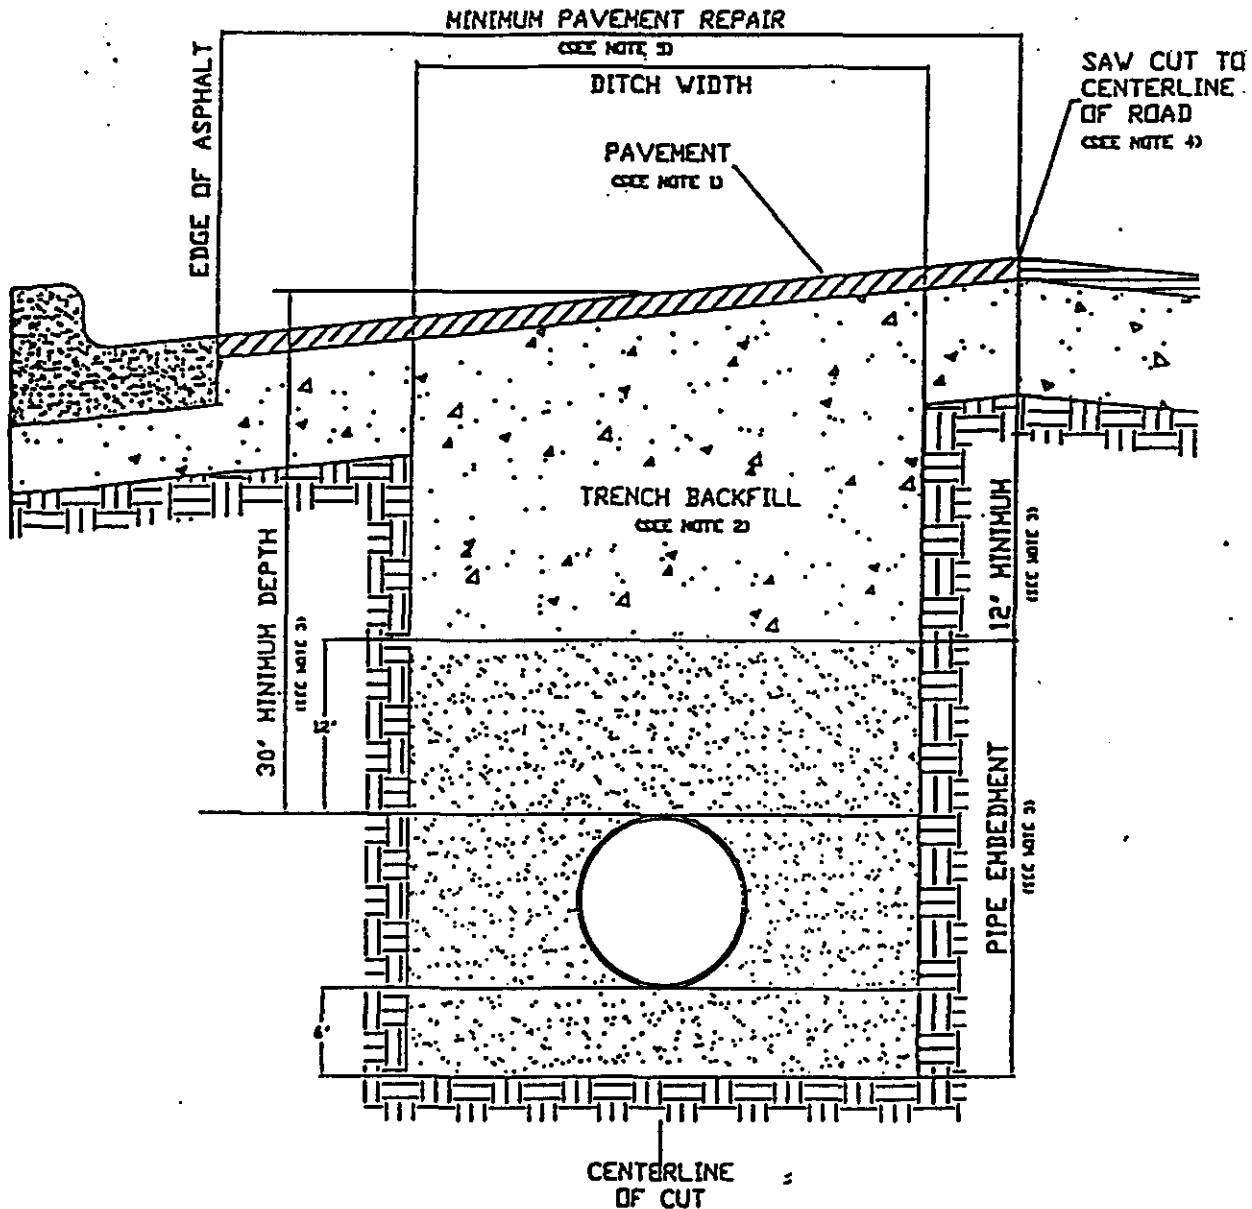 MINIMUM PAVEMENT REPAIR
(SEE NOTE 5)
DITCH WIDTH
SAW CUT TO
CENTERLINE
OF ROAD
(SEE NOTE 4)
EDGE OF ASPHALT
PAVEMENT
(SEE NOTE 1)
TRENCH BACKFILL
(SEE NOTE 2)
30" MINIMUM DEPTH
(SEE NOTE 3)
12" MINIMUM
(SEE NOTE 3)
12"
PIPE EMBEDMENT
(SEE NOTE 3)
6"
CENTERLINE
OF CUT